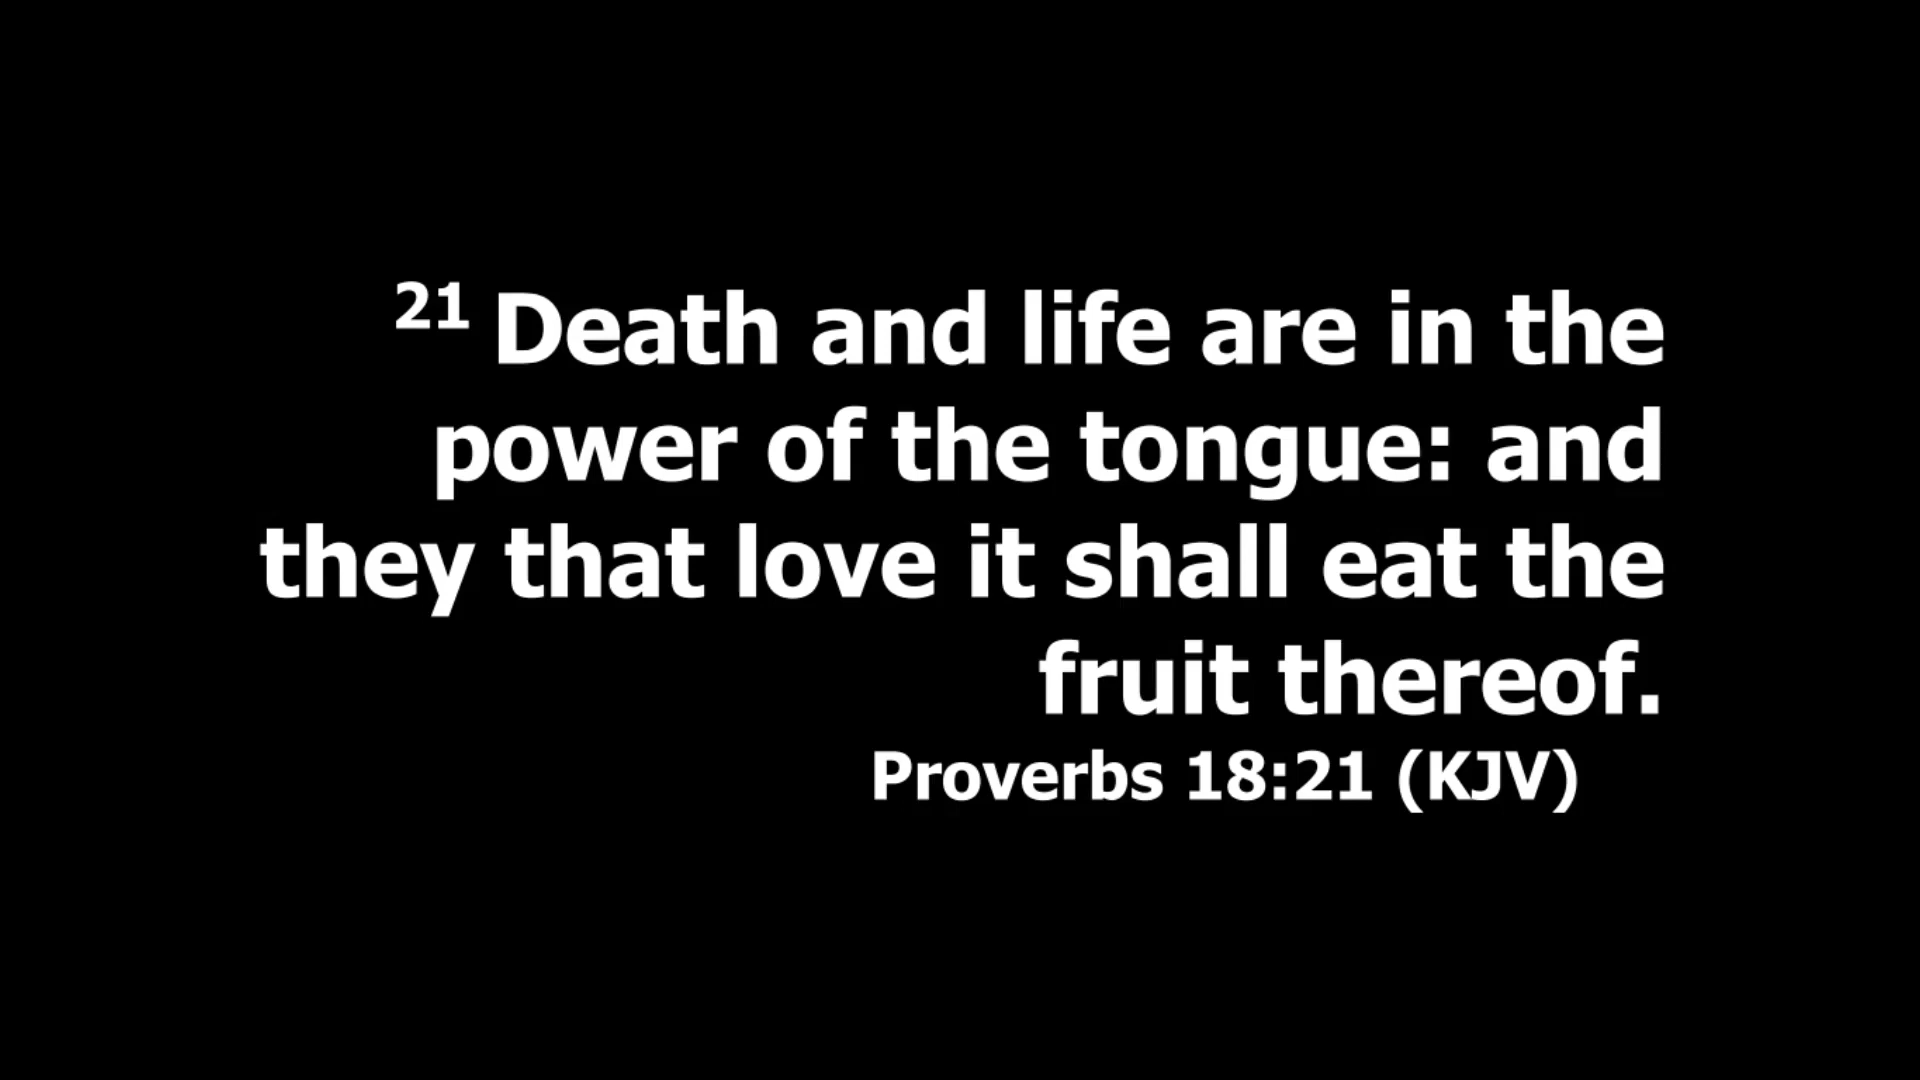 21 Death and life are in the
power of the tongue: and
they that love it shall eat the
fruit thereof.
Proverbs 18:21 (KJV)